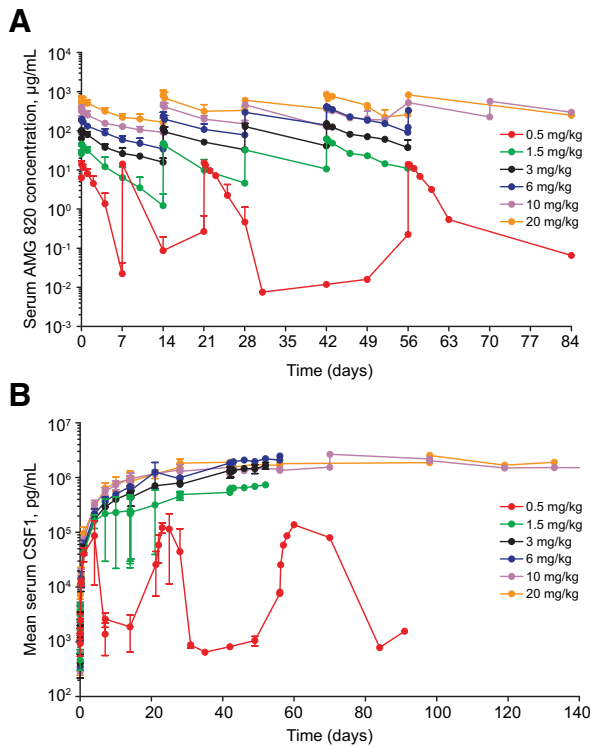 A
Serum AMG 820 concentration, µg/mL
10⁴
10³
10²
10¹
10⁰
10⁻¹
10⁻²
10⁻³
0 7 14 21 28 35 42 49 56 63 70 77 84
Time (days)
0.5 mg/kg
1.5 mg/kg
3 mg/kg
6 mg/kg
10 mg/kg
20 mg/kg
B
Mean serum CSF1, pg/mL
10⁷
10⁶
10⁵
10⁴
10³
10²
0 20 40 60 80 100 120 140
Time (days)
0.5 mg/kg
1.5 mg/kg
3 mg/kg
6 mg/kg
10 mg/kg
20 mg/kg